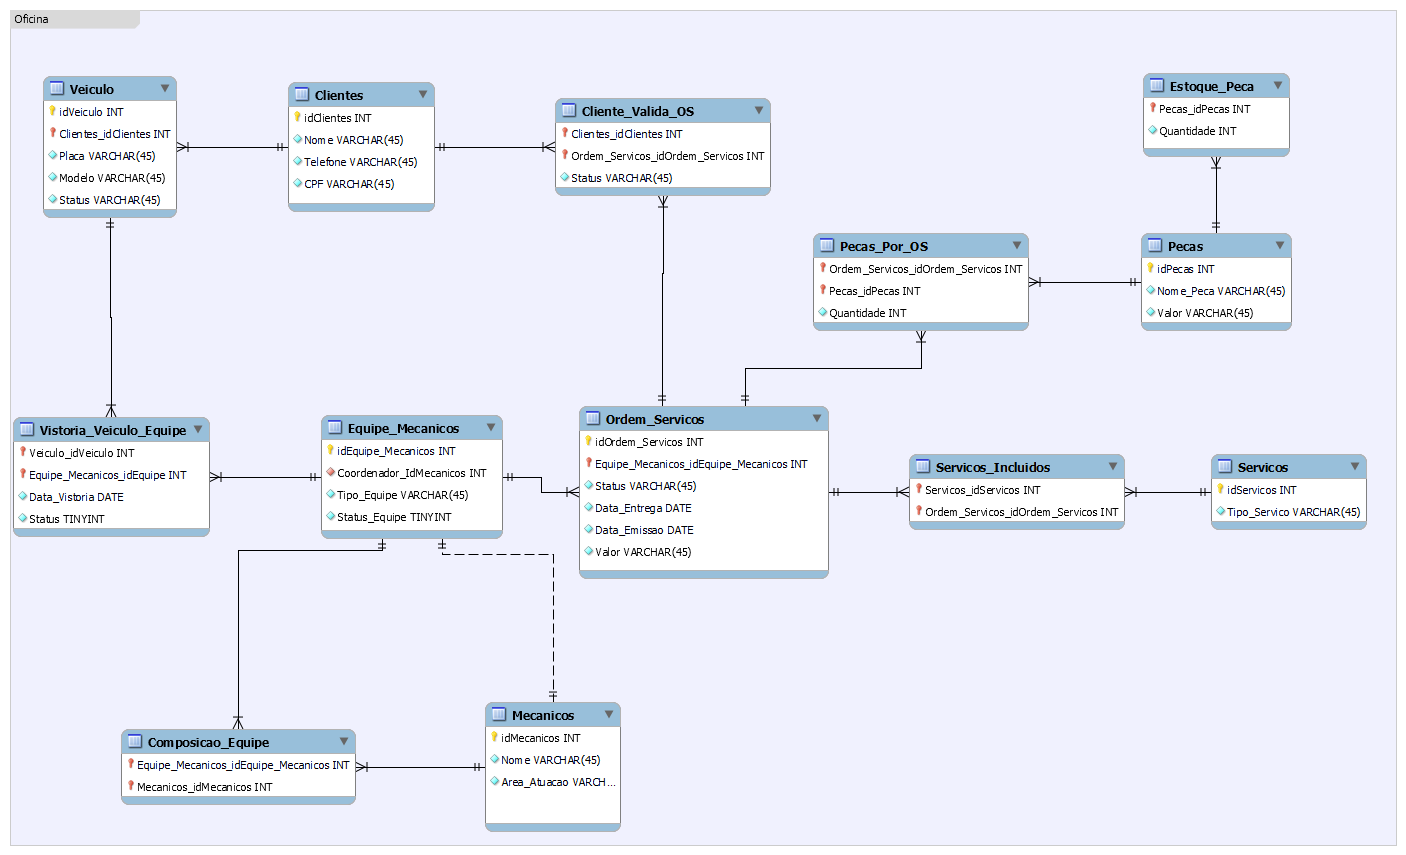 Oficina
Veiculo
idVeiculo INT
Clientes_idClientes INT
Placa VARCHAR(45)
Modelo VARCHAR(45)
Status VARCHAR(45)
Clientes
idClientes INT
Nome VARCHAR(45)
Telefone VARCHAR(45)
CPF VARCHAR(45)
Cliente_Valida_OS
Clientes_idClientes INT
Ordem_Servicos_idOrdem_Servicos INT
Status VARCHAR(45)
Estoque_Peca
Pecas_idPecas INT
Quantidade INT
Pecas_Por_OS
Ordem_Servicos_idOrdem_Servicos INT
Pecas_idPecas INT
Quantidade INT
Pecas
idPecas INT
Nome_Peca VARCHAR(45)
Valor VARCHAR(45)
Vistoria_Veiculo_Equipe
Veiculo_idVeiculo INT
Equipe_Mecanicos_idEquipe INT
Data_Vistoria DATE
Status TINYINT
Equipe_Mecanicos
idEquipe_Mecanicos INT
Coordenador_IdMecanicos INT
Tipo_Equipe VARCHAR(45)
Status_Equipe TINYINT
Ordem_Servicos
idOrdem_Servicos INT
Equipe_Mecanicos_idEquipe_Mecanicos INT
Status VARCHAR(45)
Data_Entrega DATE
Data_Emissao DATE
Valor VARCHAR(45)
Servicos_Incluidos
Servicos_idServicos INT
Ordem_Servicos_idOrdem_Servicos INT
Servicos
idServicos INT
Tipo_Servico VARCHAR(45)
Composicao_Equipe
Equipe_Mecanicos_idEquipe_Mecanicos INT
Mecanicos_idMecanicos INT
Mecanicos
idMecanicos INT
Nome VARCHAR(45)
Area_Atuacao VARCH...